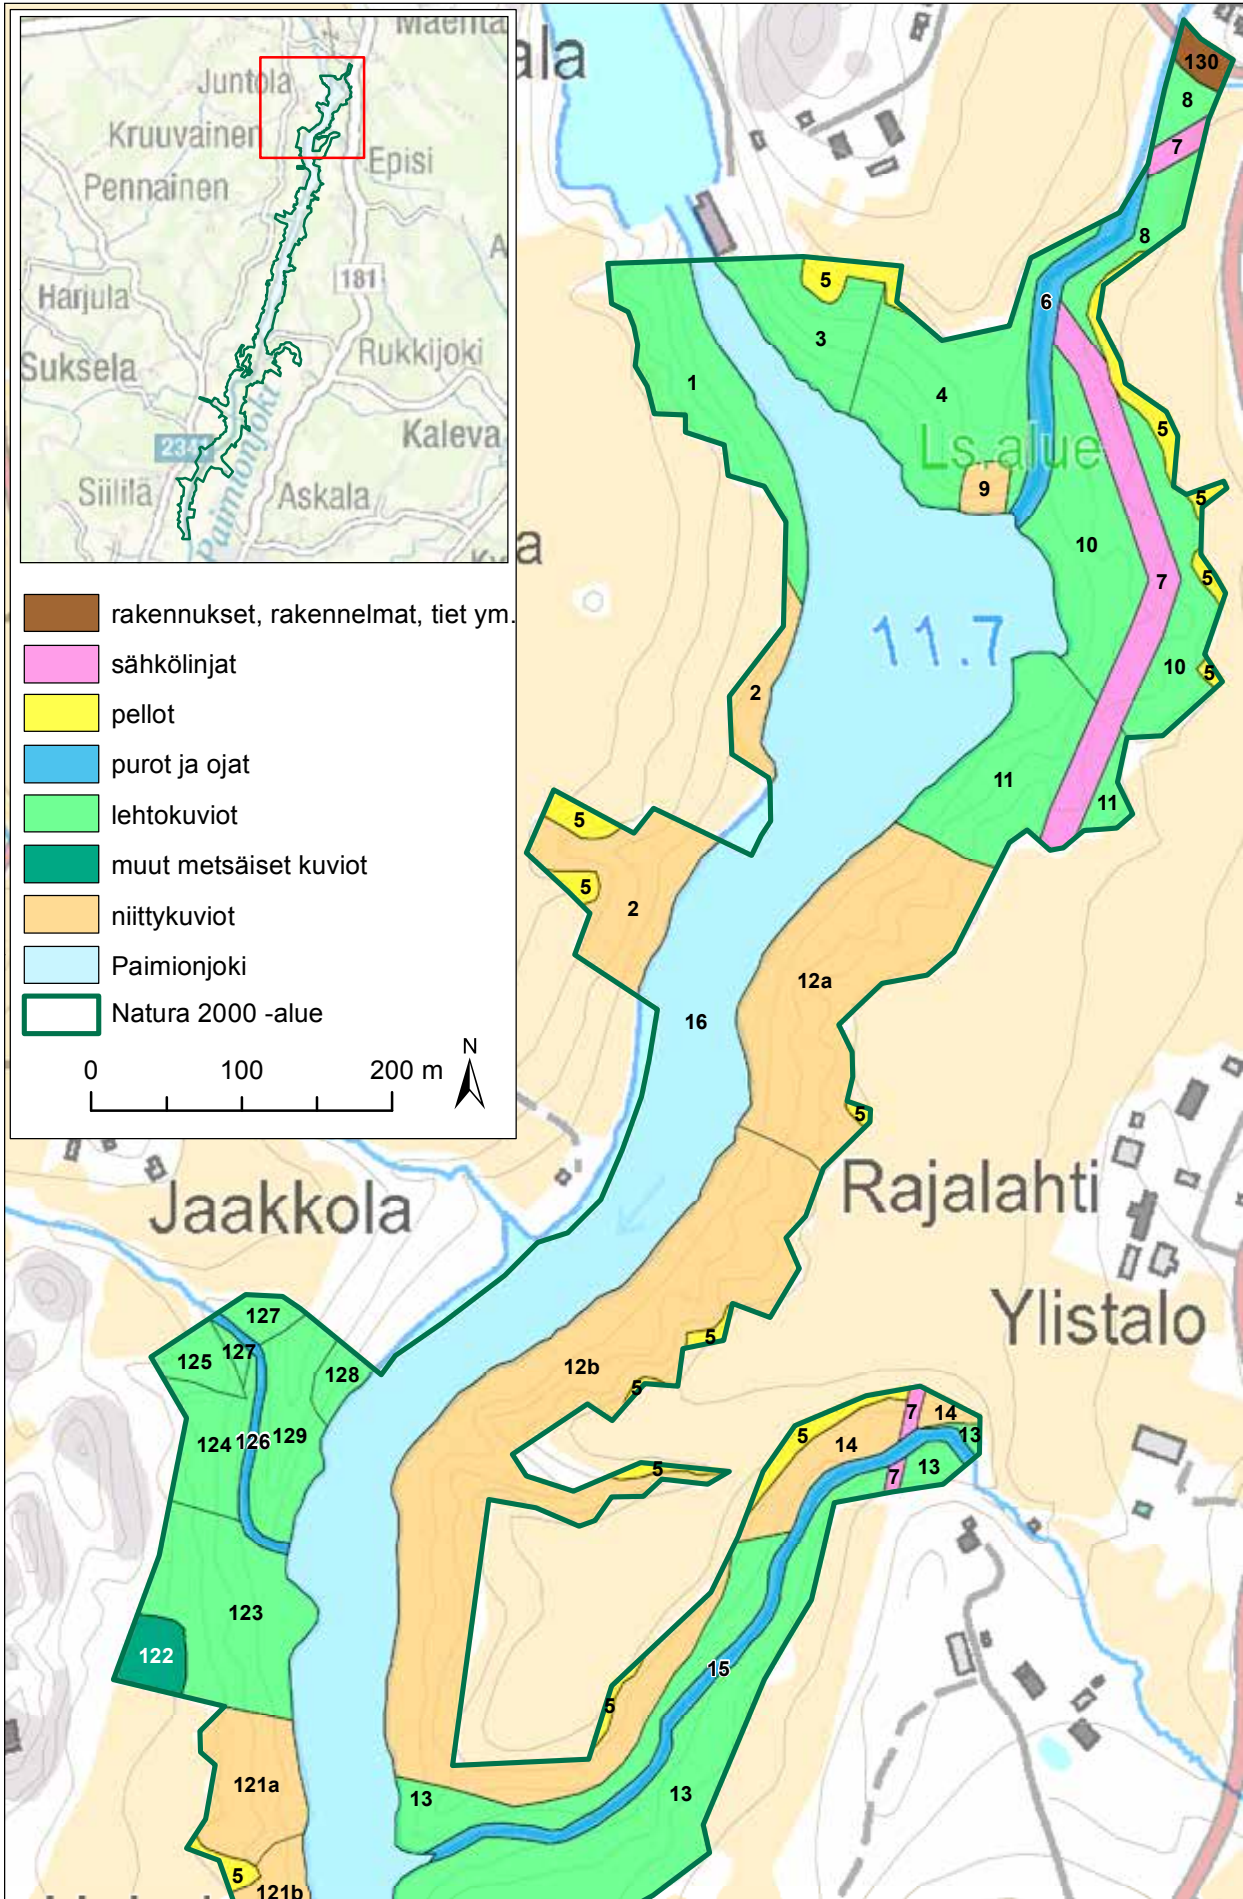 Mäenta
Juntola
Kruuvainen
Pennainen
Episi
A
181
Harjula
Suksela
Rukkijoki
Kaleva
2341
Siililä
Askala
Paimionjoki
ala
a
rakennukset, rakennelmat, tiet ym.
sähkölinjat
pellot
purot ja ojat
lehtokuviot
muut metsäiset kuviot
niittykuviot
Paimionjoki
Natura 2000 -alue
0 100 200 m
N
130
8
7
8
5
6
3
1
4
5
Ls.alue
9
5
10
7
5
11.7
10
5
2
11
11
5
5
2
12a
16
5
Rajalahti
Jaakkola
Ylistalo
127
127
125
128
5
12b
5
124
126
129
7
14
5
14
13
13
7
5
123
122
15
5
121a
13
13
5
121b